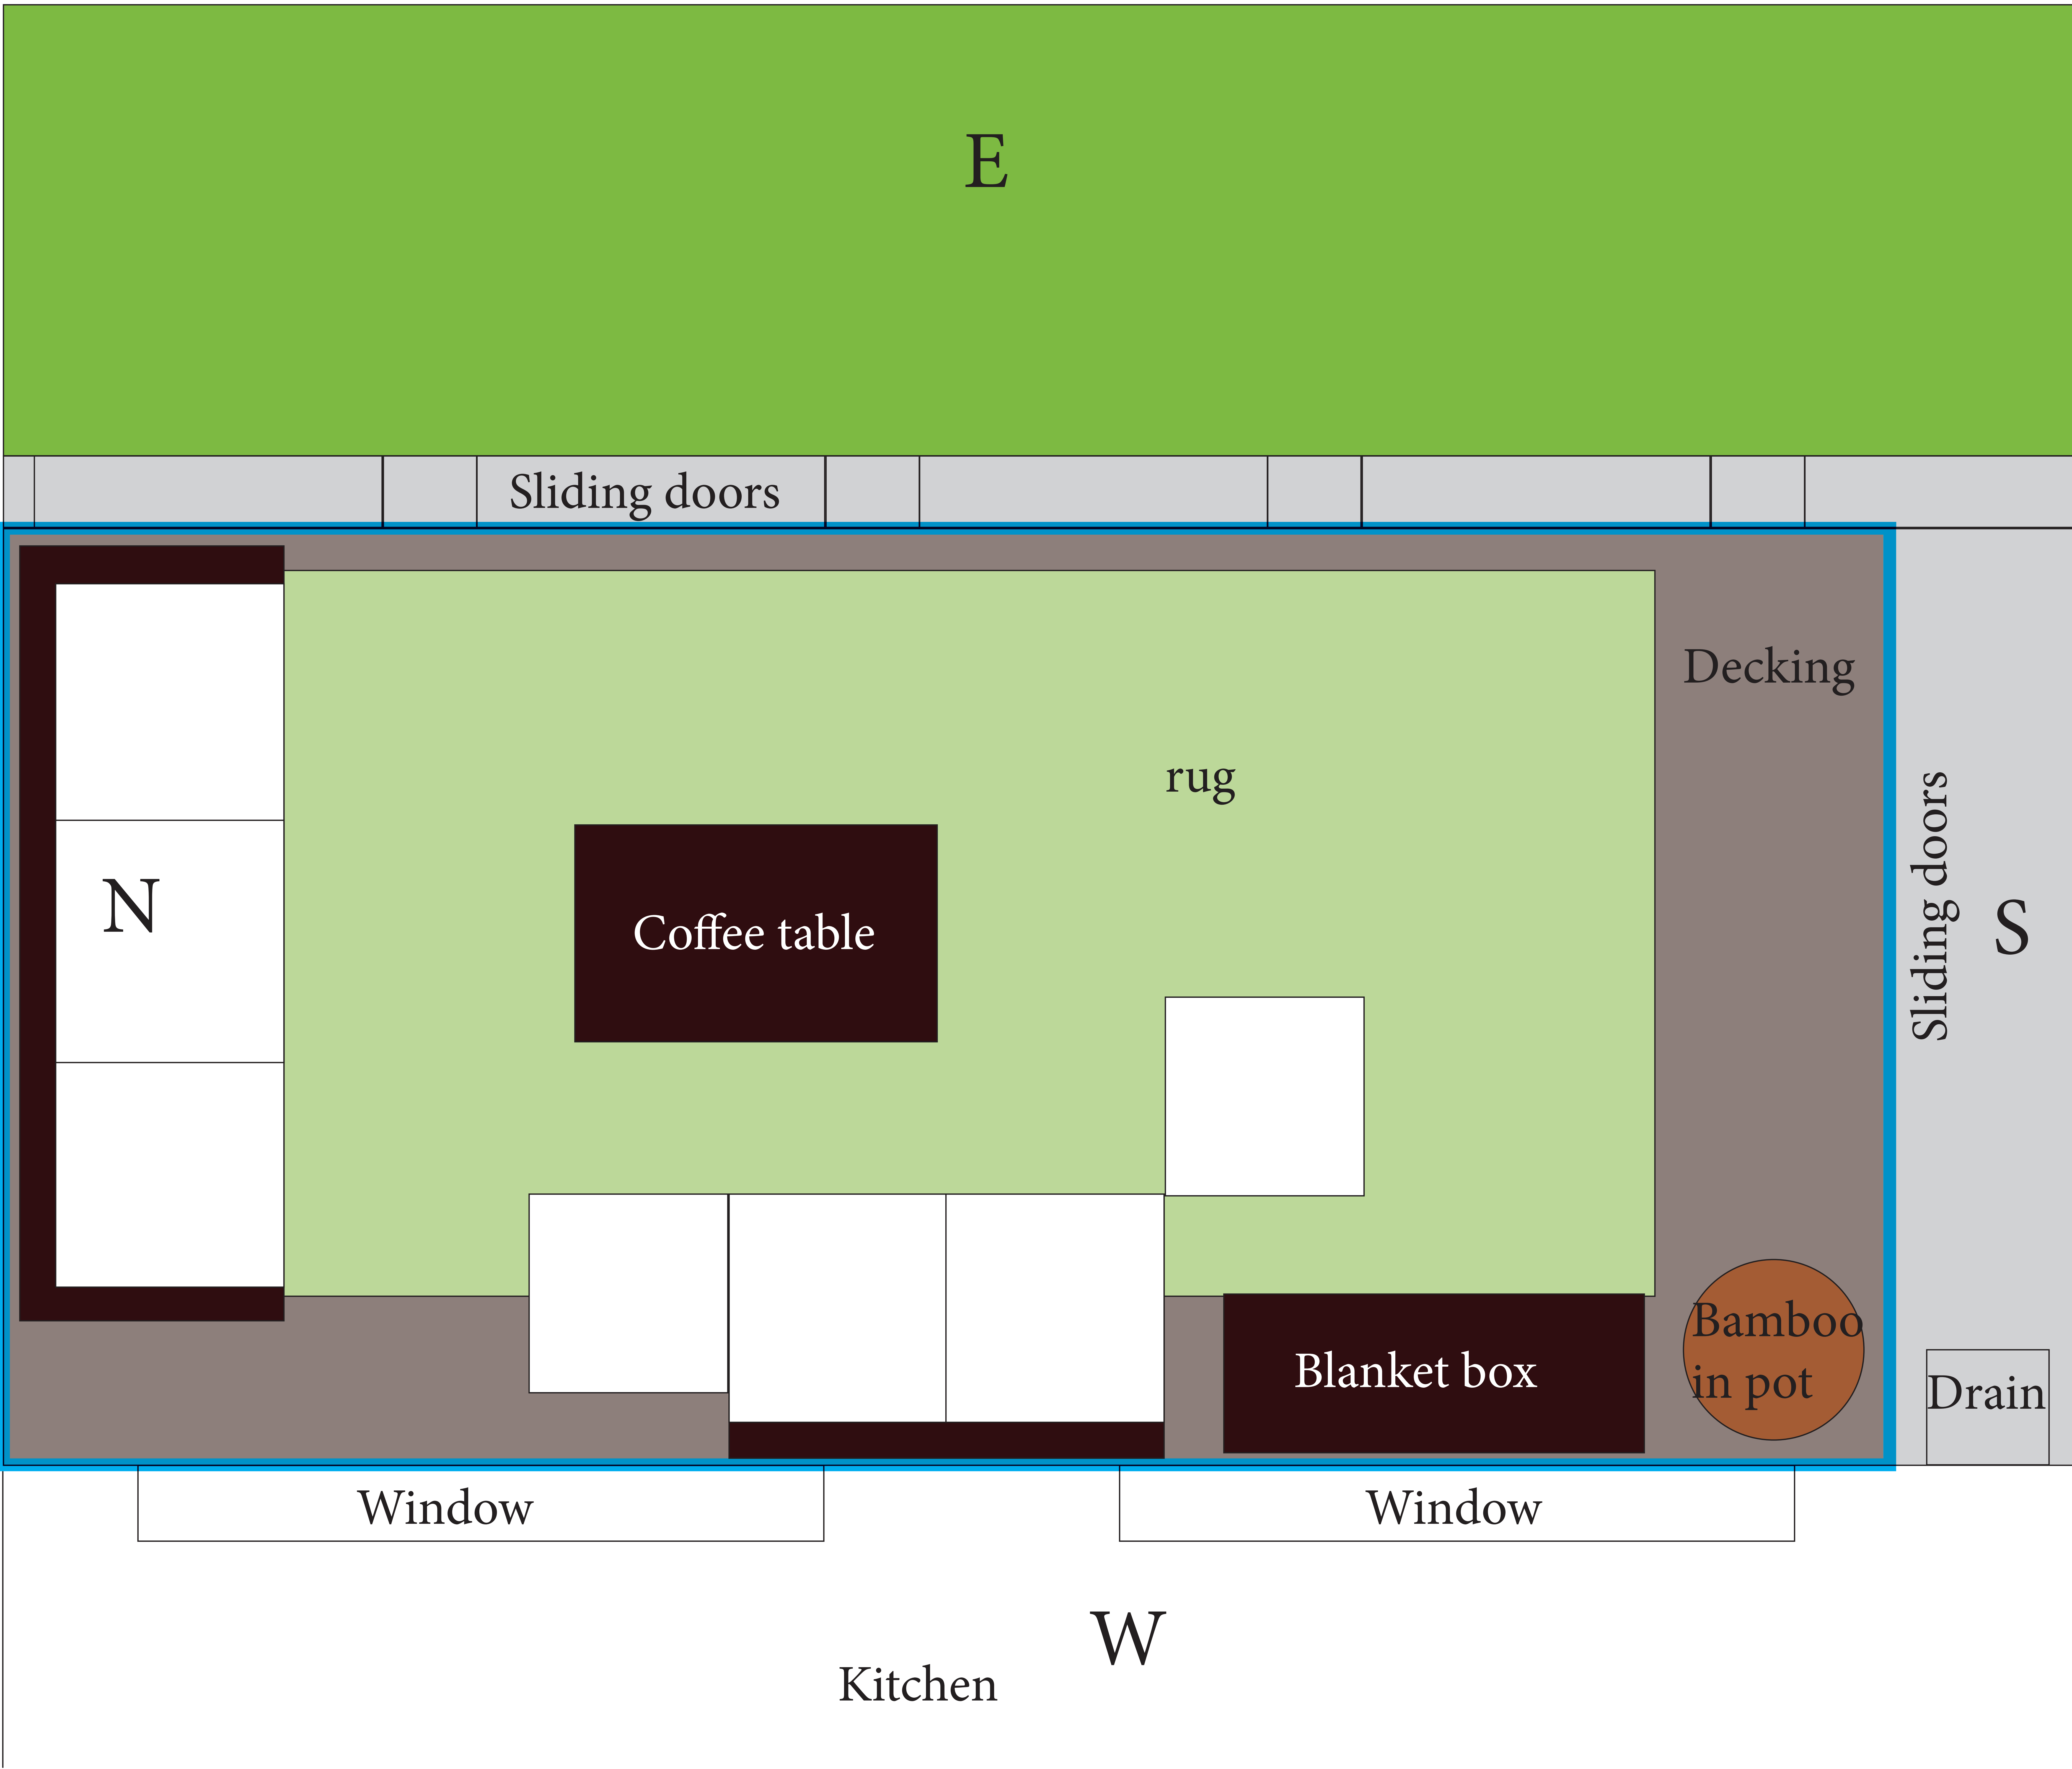 E
Sliding doors
Decking
rug
N
Coffee table
Sliding doors
S
Bamboo
in pot
Blanket box
Drain
Window
Window
W
Kitchen